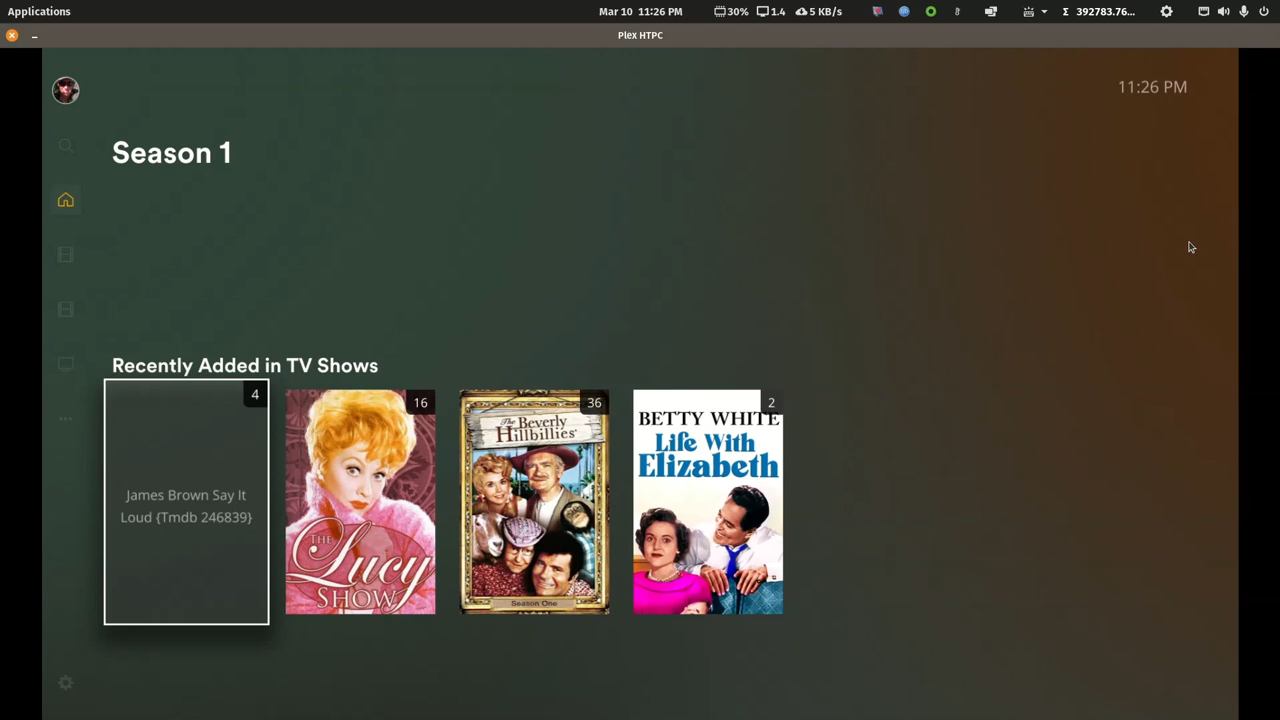 Applications
Mar 10 11:26 PM
30%
1.4
5 KB/s
Σ 392783.76...
Plex HTPC
11:26 PM
Season 1
Recently Added in TV Shows
4
James Brown Say It
Loud {Tmdb 246839}
16
THE
Lucy
SHOW
36
The
Beverly
Hillbillies
Season One
2
BETTY WHITE
Life With
Elizabeth